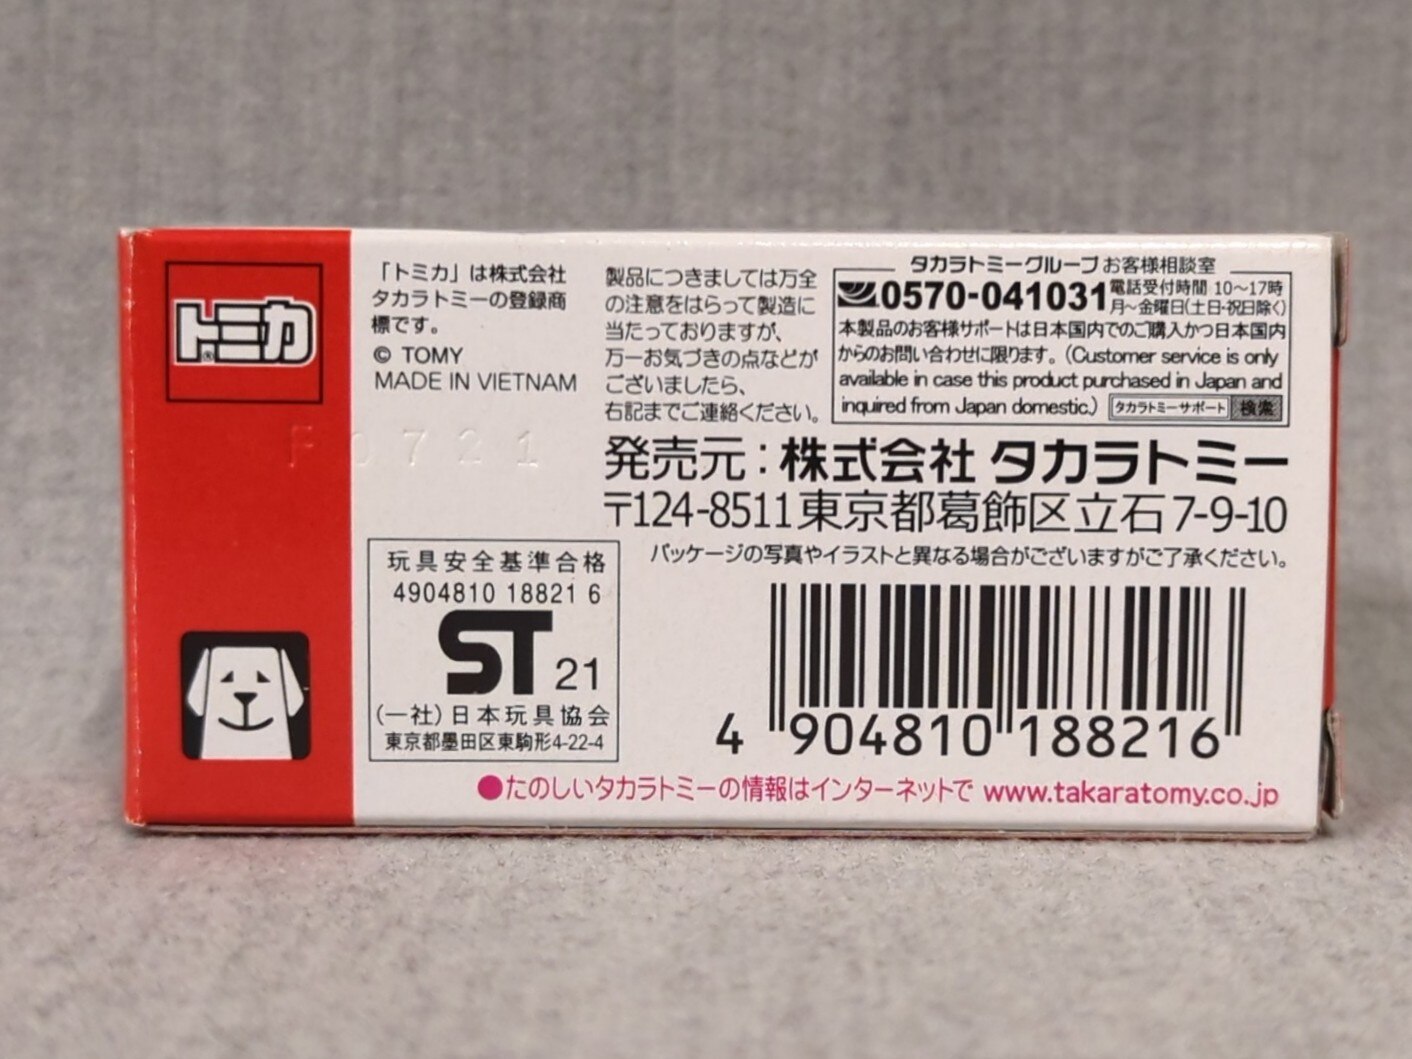 トミカ®
「トミカ」は株式会社
タカラトミーの登録商
標です。
© TOMY
MADE IN VIETNAM
F0721
製品につきましては万全
の注意をはらって製造に
当たっておりますが、
万一お気づきの点などが
ございましたら、
右記までご連絡ください。
タカラトミーグループお客様相談室
0570-041031
電話受付時間 10〜17時
月〜金曜日(土日・祝日除く)
本製品のお客様サポートは日本国内でのご購入かつ日本国内
からのお問い合わせに限ります。(Customer service is only
available in case this product purchased in Japan and
inquired from Japan domestic.)
タカラトミーサポート 検索
発売元:株式会社 タカラトミー
〒124-8511 東京都葛飾区立石7-9-10
パッケージの写真やイラストと異なる場合がございますがご了承ください。
玩具安全基準合格
4904810 18821 6
ST 21
(一社)日本玩具協会
東京都墨田区東駒形4-22-4
4 904810 188216
●たのしいタカラトミーの情報はインターネットで www.takaratomy.co.jp